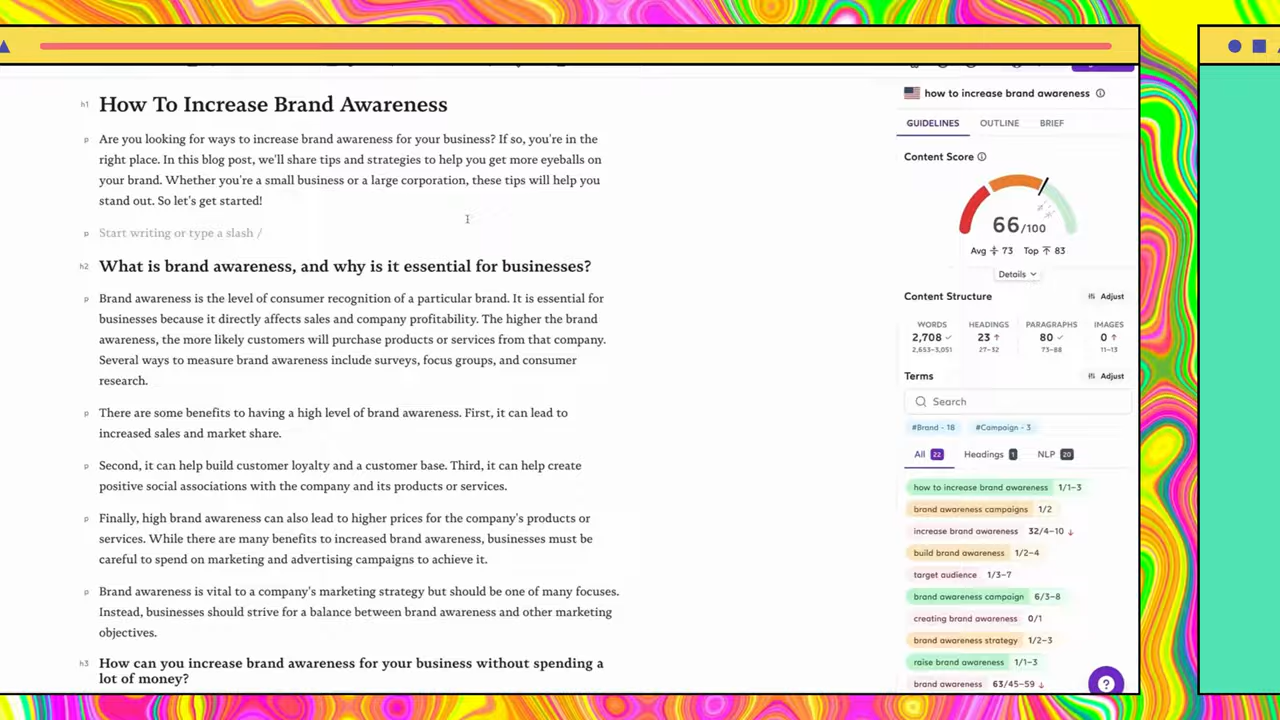 h1 How To Increase Brand Awareness
p Are you looking for ways to increase brand awareness for your business? If so, you're in the
right place. In this blog post, we'll share tips and strategies to help you get more eyeballs on
your brand. Whether you're a small business or a large corporation, these tips will help you
stand out. So let's get started!
p Start writing or type a slash /
h2 What is brand awareness, and why is it essential for businesses?
p Brand awareness is the level of consumer recognition of a particular brand. It is essential for
businesses because it directly affects sales and company profitability. The higher the brand
awareness, the more likely customers will purchase products or services from that company.
Several ways to measure brand awareness include surveys, focus groups, and consumer
research.
p There are some benefits to having a high level of brand awareness. First, it can lead to
increased sales and market share.
p Second, it can help build customer loyalty and a customer base. Third, it can help create
positive social associations with the company and its products or services.
p Finally, high brand awareness can also lead to higher prices for the company's products or
services. While there are many benefits to increased brand awareness, businesses must be
careful to spend on marketing and advertising campaigns to achieve it.
p Brand awareness is vital to a company's marketing strategy but should be one of many focuses.
Instead, businesses should strive for a balance between brand awareness and other marketing
objectives.
h3 How can you increase brand awareness for your business without spending a
lot of money?
how to increase brand awareness
GUIDELINES OUTLINE BRIEF
Content Score
66/100
Avg 73 Top 83
Details
Content Structure Adjust
WORDS HEADINGS PARAGRAPHS IMAGES
2,708 23 80 0
2,653-3,051 27-32 73-88 11-13
Terms Adjust
Search
#Brand - 18 #Campaign - 3
All 22 Headings 1 NLP 20
how to increase brand awareness 1/1-3
brand awareness campaigns 1/2
increase brand awareness 32/4-10
build brand awareness 1/2-4
target audience 1/3-7
brand awareness campaign 6/3-8
creating brand awareness 0/1
brand awareness strategy 1/2-3
raise brand awareness 1/1-3
brand awareness 63/45-59
?